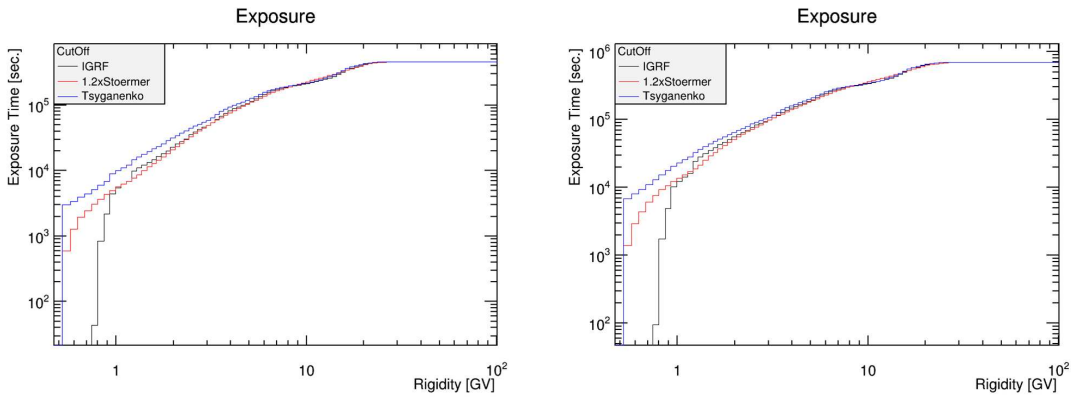 Exposure
Exposure Time [sec.]
CutOff
IGRF
1.2xStoermer
Tsyganenko
10^5
10^4
10^3
10^2
1 10 10^2
Rigidity [GV]
Exposure
Exposure Time [sec.]
CutOff
IGRF
1.2xStoermer
Tsyganenko
10^6
10^5
10^4
10^3
10^2
1 10 10^2
Rigidity [GV]